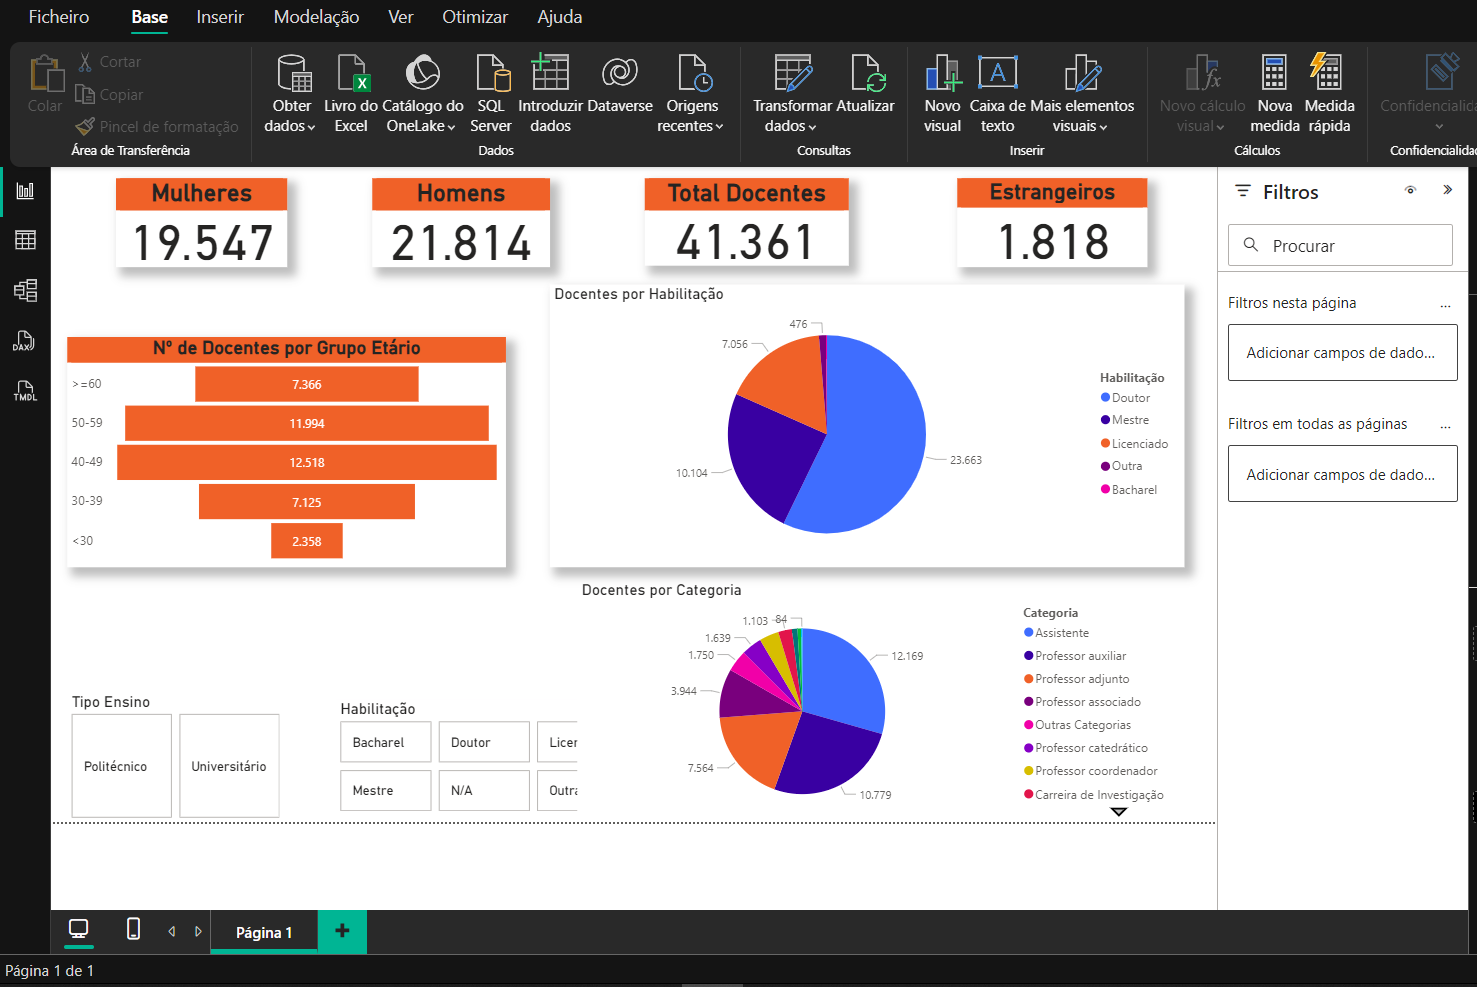 Ficheiro Base Inserir Modelação Ver Otimizar Ajuda
Colar
Cortar
Copiar
Pincel de formatação
Área de Transferência
Obter dados
Livro do Excel
Catálogo do OneLake
SQL Server
Introduzir dados
Dataverse
Origens recentes
Dados
Transformar dados
Atualizar
Consultas
Novo visual
Caixa de texto
Mais elementos visuais
Inserir
Novo cálculo visual
Nova medida
Medida rápida
Cálculos
Confidencialida
Confidencialidad
DAX
TMDL
Mulheres
19.547
Homens
21.814
Total Docentes
41.361
Estrangeiros
1.818
Nº de Docentes por Grupo Etário
>=60 7.366
50-59 11.994
40-49 12.518
30-39 7.125
<30 2.358
Docentes por Habilitação
476
7.056
10.104
23.663
Habilitação
Doutor
Mestre
Licenciado
Outra
Bacharel
Docentes por Categoria
1.103 84
1.639
1.750
3.944
7.564
12.169
10.779
Categoria
Assistente
Professor auxiliar
Professor adjunto
Professor associado
Outras Categorias
Professor catedrático
Professor coordenador
Carreira de Investigação
Tipo Ensino
Politécnico Universitário
Habilitação
Bacharel Doutor Licen
Mestre N/A Outra
Filtros
Procurar
Filtros nesta página ...
Adicionar campos de dado...
Filtros em todas as páginas ...
Adicionar campos de dado...
Página 1 +
Página 1 de 1